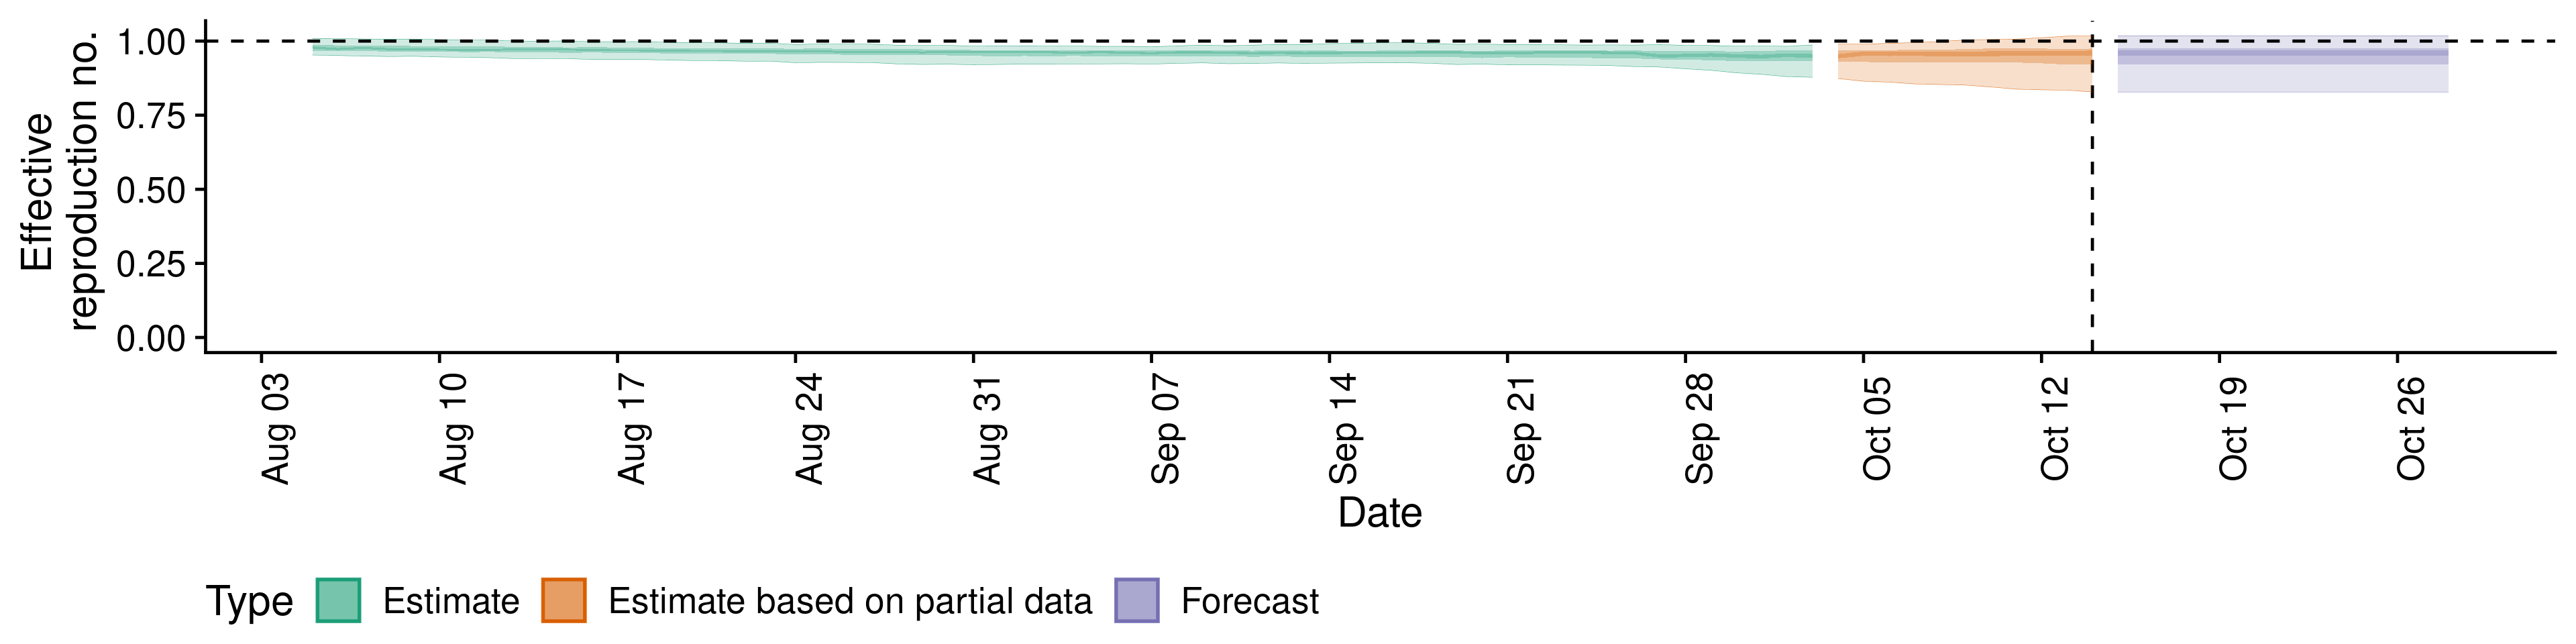 Effective
reproduction no.
1.00
0.75
0.50
0.25
0.00
Aug 03
Aug 10
Aug 17
Aug 24
Aug 31
Sep 07
Sep 14
Sep 21
Sep 28
Oct 05
Oct 12
Oct 19
Oct 26
Date
Type Estimate Estimate based on partial data Forecast